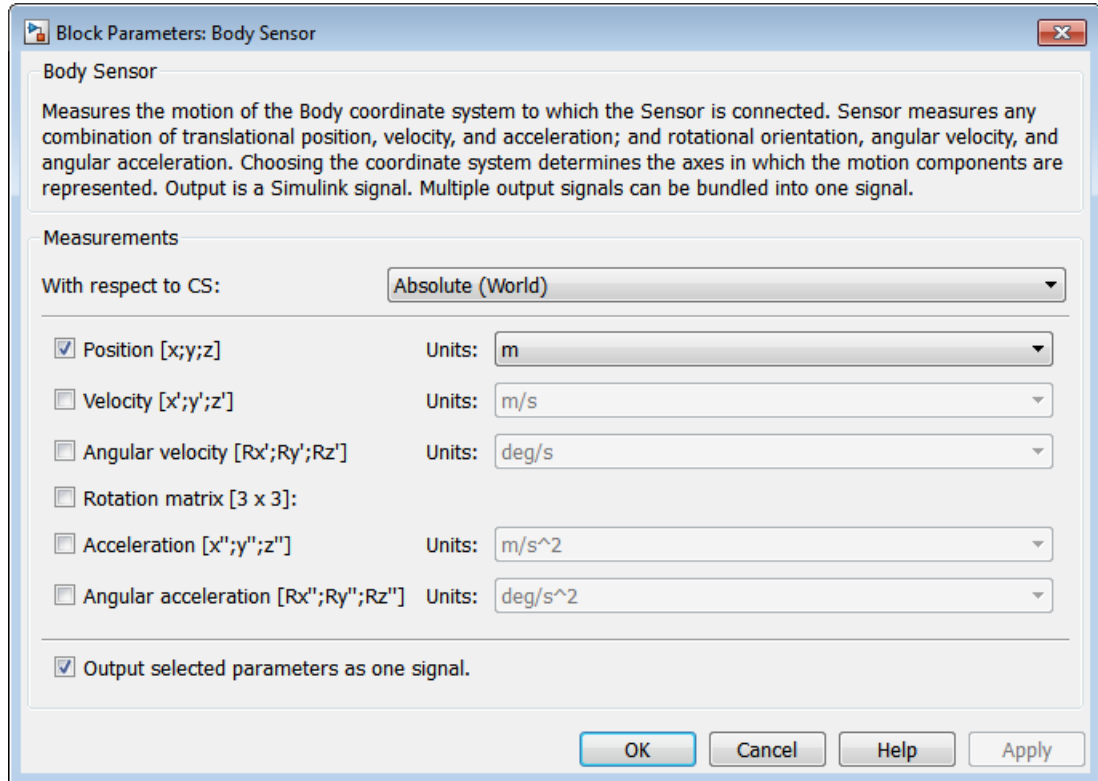 Block Parameters: Body Sensor
Body Sensor
Measures the motion of the Body coordinate system to which the Sensor is connected. Sensor measures any
combination of translational position, velocity, and acceleration; and rotational orientation, angular velocity, and
angular acceleration. Choosing the coordinate system determines the axes in which the motion components are
represented. Output is a Simulink signal. Multiple output signals can be bundled into one signal.
Measurements
With respect to CS: Absolute (World)
Position [x;y;z] Units: m
Velocity [x';y';z'] Units: m/s
Angular velocity [Rx';Ry';Rz'] Units: deg/s
Rotation matrix [3 x 3]:
Acceleration [x";y";z"] Units: m/s^2
Angular acceleration [Rx";Ry";Rz"] Units: deg/s^2
Output selected parameters as one signal.
OK Cancel Help Apply